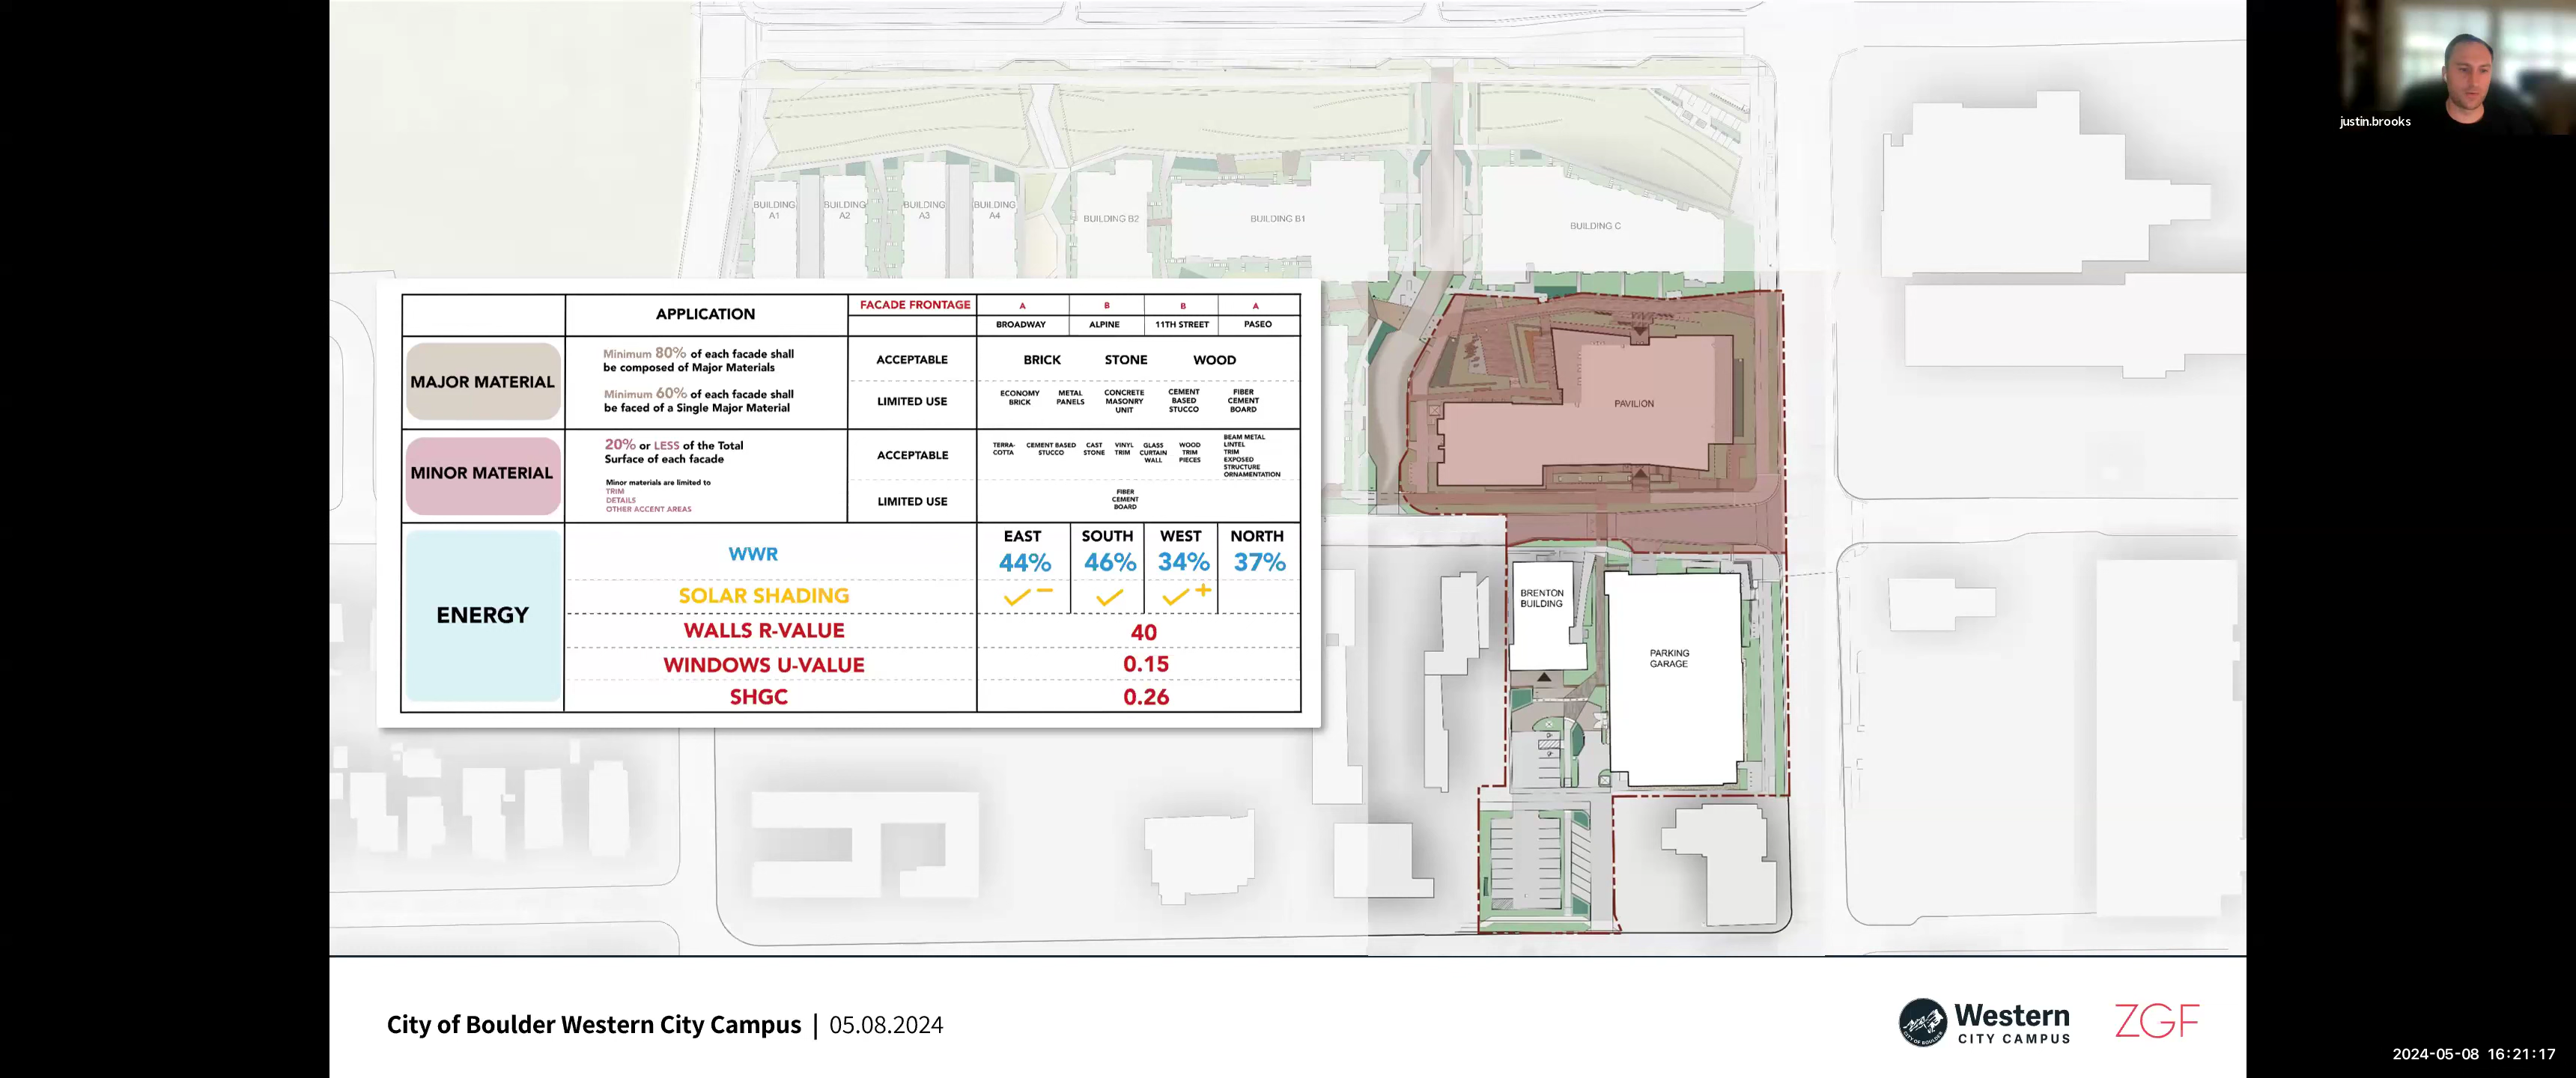 justin.brooks
BUILDING
A1
BUILDING
A2
BUILDING
A3
BUILDING
A4
BUILDING B2
BUILDING B1
BUILDING C
APPLICATION
FACADE FRONTAGE
A
B
B
A
BROADWAY
ALPINE
11TH STREET
PASEO
MAJOR MATERIAL
Minimum 80% of each facade shall
be composed of Major Materials
Minimum 60% of each facade shall
be faced of a Single Major Material
ACCEPTABLE
BRICK
STONE
WOOD
LIMITED USE
ECONOMY
BRICK
METAL
PANELS
CONCRETE
MASONRY
UNIT
CEMENT
BASED
STUCCO
FIBER
CEMENT
BOARD
MINOR MATERIAL
20% or LESS of the Total
Surface of each facade
Minor materials are limited to
TRIM
DETAILS
OTHER ACCENT AREAS
ACCEPTABLE
TERRA-
COTTA
CEMENT BASED
STUCCO
CAST
STONE
VINYL
TRIM
GLASS
CURTAIN
WALL
WOOD
TRIM
PIECES
BEAM METAL
LINTEL
TRIM
EXPOSED
STRUCTURE
ORNAMENTATION
LIMITED USE
FIBER
CEMENT
BOARD
ENERGY
WWR
EAST
44%
SOUTH
46%
WEST
34%
NORTH
37%
SOLAR SHADING
WALLS R-VALUE
40
WINDOWS U-VALUE
0.15
SHGC
0.26
PAVILION
BRENTON
BUILDING
PARKING
GARAGE
City of Boulder Western City Campus | 05.08.2024
CITY OF BOULDER
Western
CITY CAMPUS
ZGF
2024-05-08 16:21:17